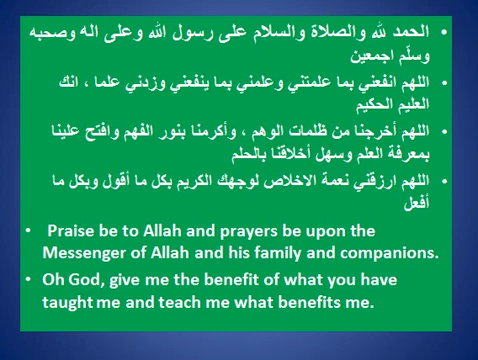 • الحمد لله والصلاة والسلام على رسول الله وعلى اله وصحبه
وسلّم اجمعين
• اللهم انفعني بما علمتني وعلمني بما ينفعني وزدني علما ، انك
العليم الحكيم
• اللهم أخرجنا من ظلمات الوهم ، وأكرمنا بنور الفهم وافتح علينا
بمعرفة العلم وسهل أخلاقنا بالحلم
• اللهم ارزقني نعمة الاخلاص لوجهك الكريم بكل ما أقول وبكل ما
أفعل
• Praise be to Allah and prayers be upon the
Messenger of Allah and his family and companions.
• Oh God, give me the benefit of what you have
taught me and teach me what benefits me.